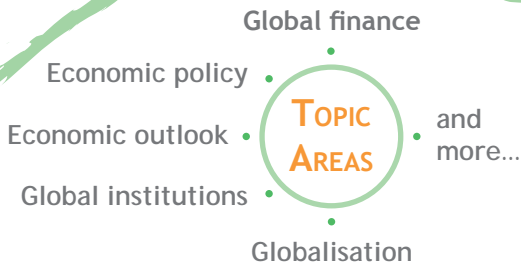 Global finance
Economic policy
Economic outlook
Global institutions
Globalisation
TOPIC
AREAS
and
more...